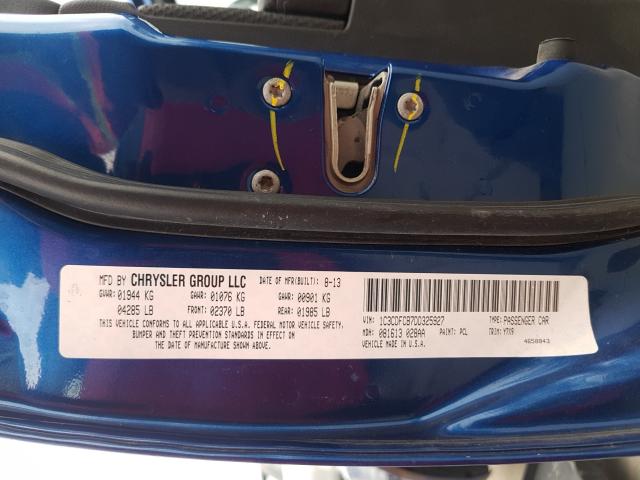 MFD BY CHRYSLER GROUP LLC DATE OF MFR(BUILT): 8-13
GVWR: 01944 KG GAWR: 01076 KG GAWR: 00901 KG
04285 LB FRONT: 02370 LB REAR: 01985 LB
THIS VEHICLE CONFORMS TO ALL APPLICABLE U.S.A. FEDERAL MOTOR VEHICLE SAFETY,
BUMPER AND THEFT PREVENTION STANDARDS IN EFFECT ON
THE DATE OF MANUFACTURE SHOWN ABOVE.
VIN: 1C3CDFCB7DD325927 TYPE: PASSENGER CAR
MDH: 081613 028AA PAINT: PCL TRIM: Y7X9
VEHICLE MADE IN U.S.A. 4658843